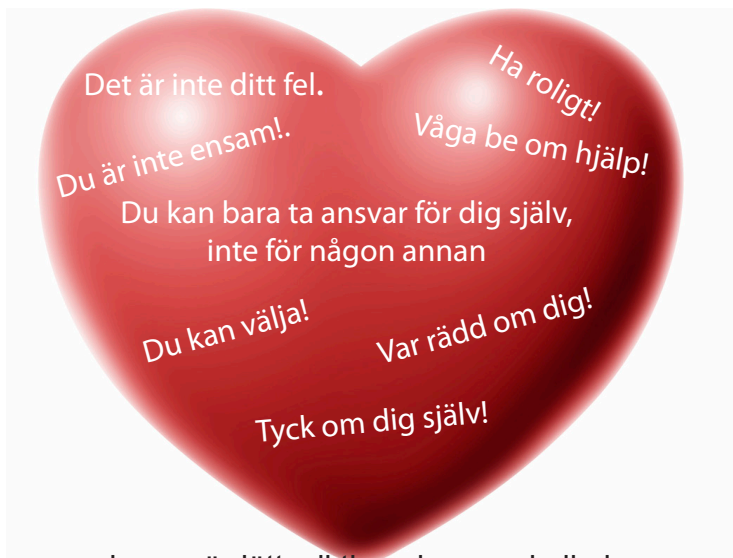 Det är inte ditt fel.
Ha roligt!
Du är inte ensam!.
Våga be om hjälp!
Du kan bara ta ansvar för dig själv,
inte för någon annan
Du kan välja!
Var rädd om dig!
Tyck om dig själv!